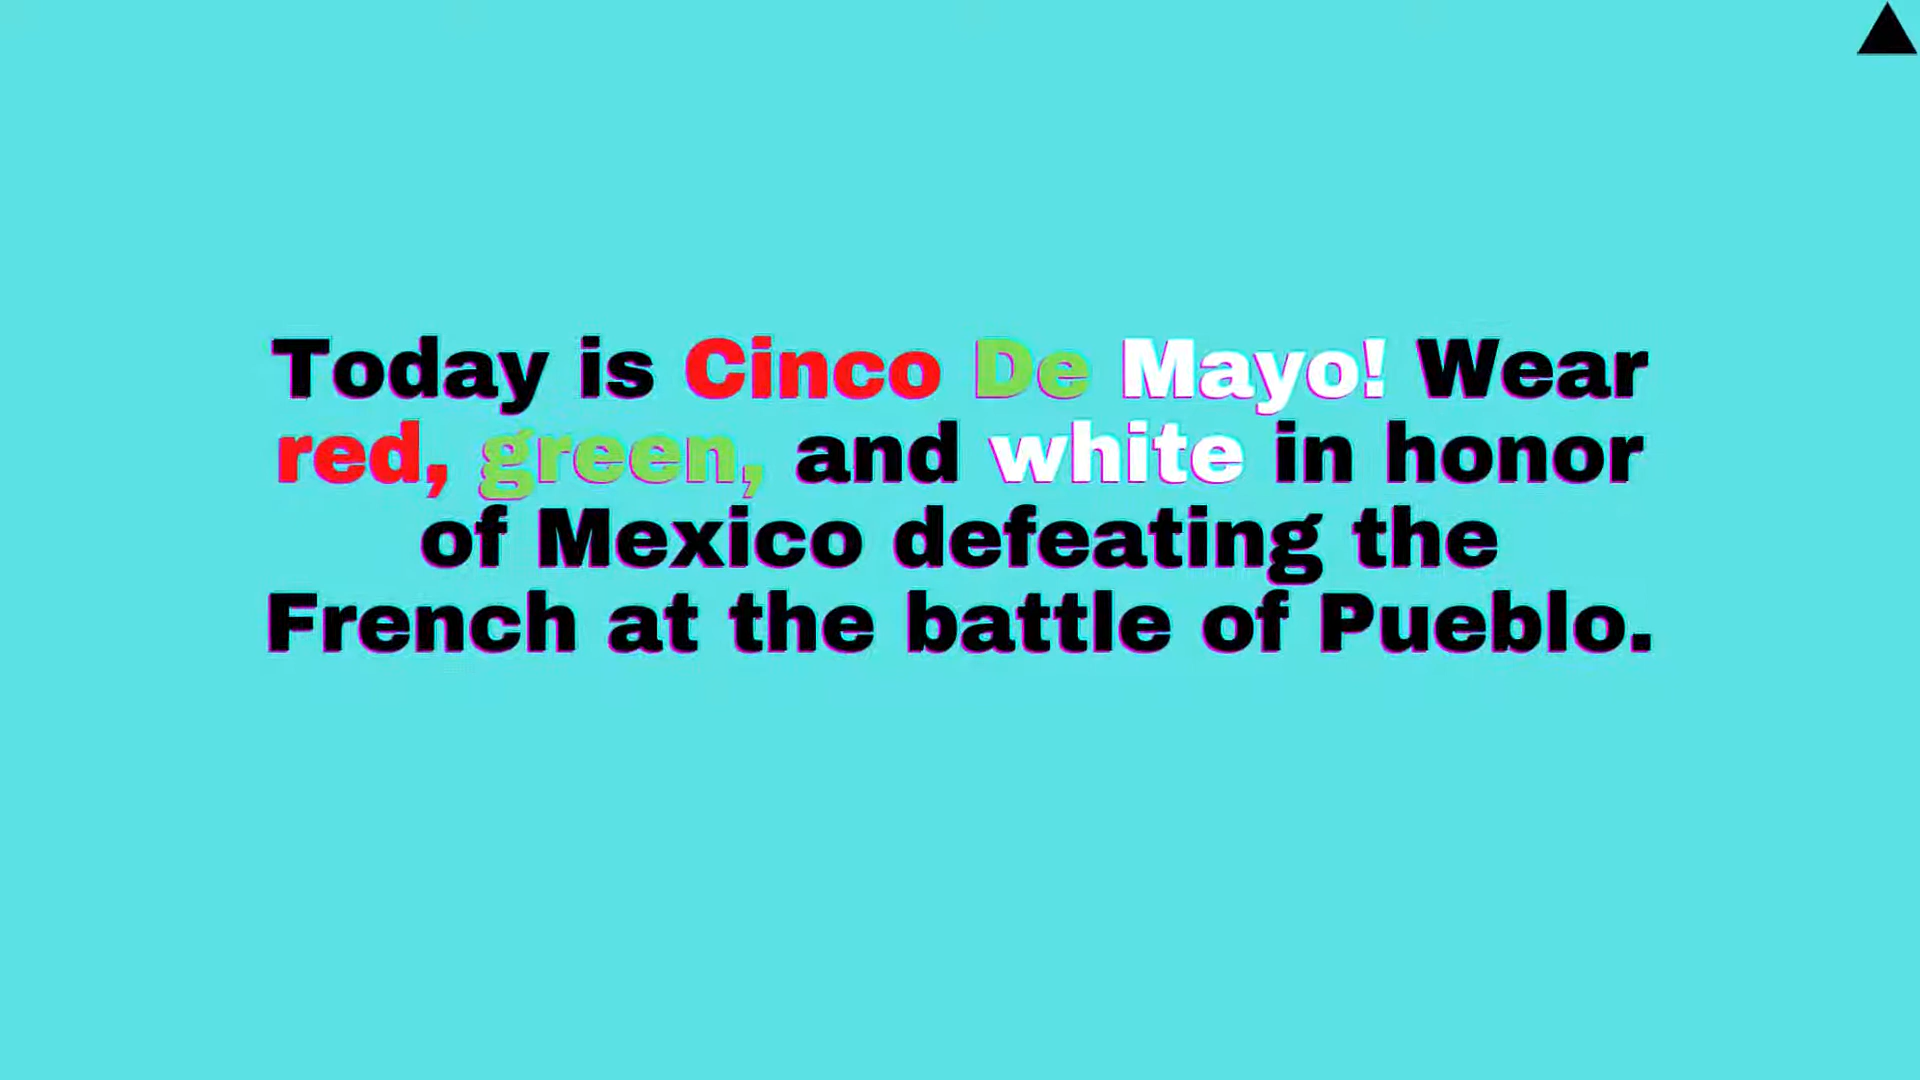 Today is Cinco De Mayo! Wear
red, green, and white in honor
of Mexico defeating the
French at the battle of Pueblo.